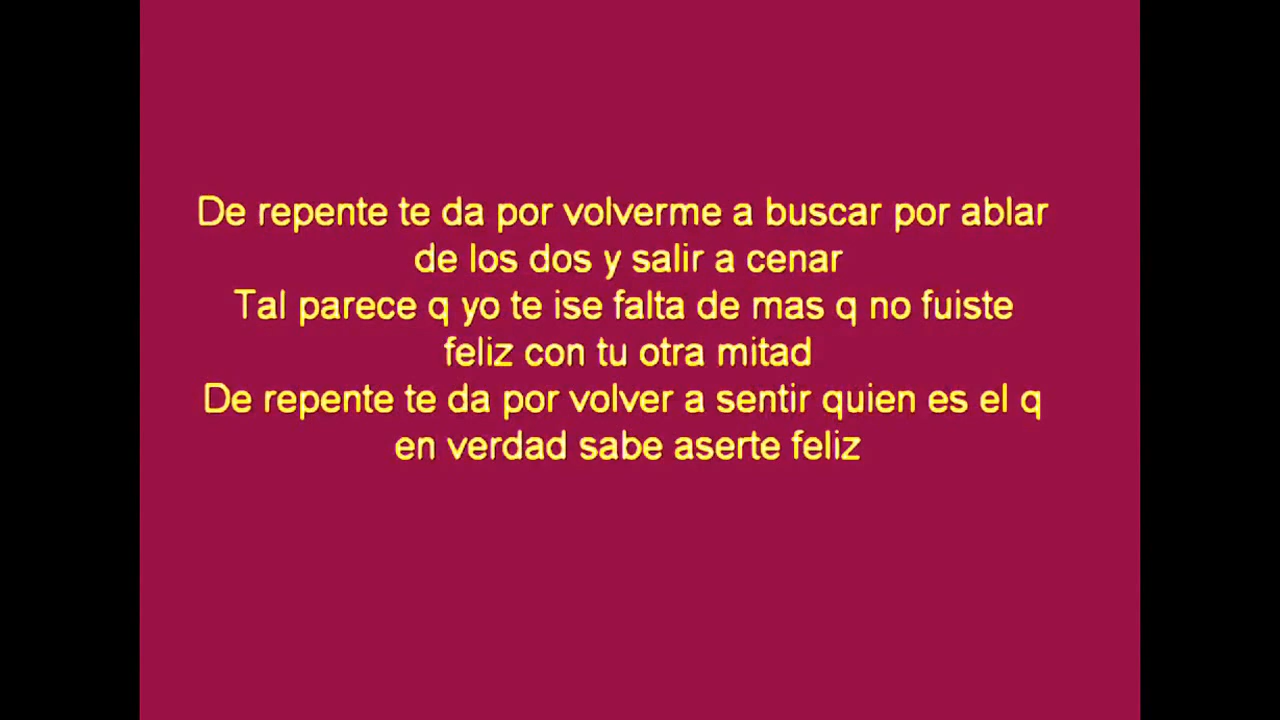 De repente te da por volverme a buscar por ablar
de los dos y salir a cenar
Tal parece q yo te ise falta de mas q no fuiste
feliz con tu otra mitad
De repente te da por volver a sentir quien es el q
en verdad sabe aserte feliz